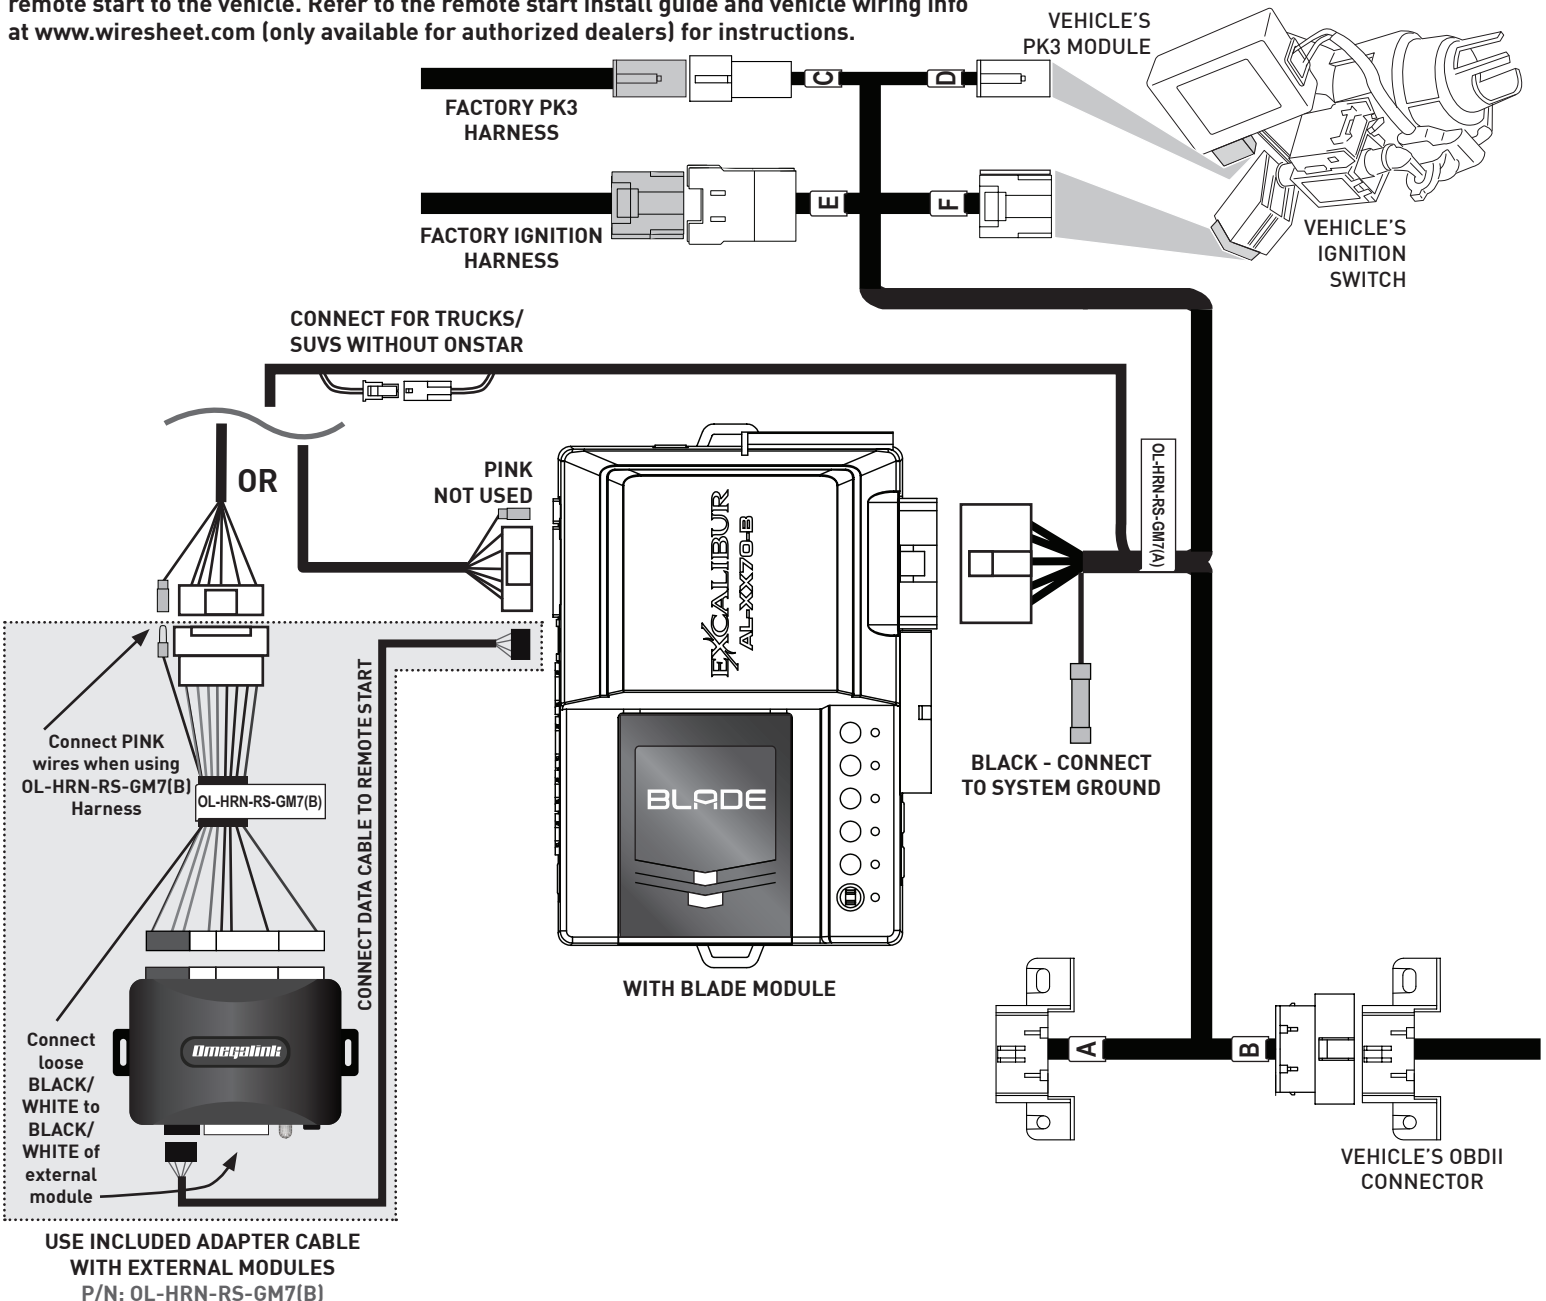 remote start to the vehicle. Refer to the remote start install guide and vehicle wiring info
at www.wiresheet.com (only available for authorized dealers) for instructions.
VEHICLE'S
PK3 MODULE
C
D
FACTORY PK3
HARNESS
E
F
FACTORY IGNITION
HARNESS
VEHICLE'S
IGNITION
SWITCH
CONNECT FOR TRUCKS/
SUVS WITHOUT ONSTAR
OR
PINK
NOT USED
EXCALIBUR
AL-XX70-B
OL-HRN-RS-GM7(A)
CONNECT DATA CABLE TO REMOTE START
Connect PINK
wires when using
OL-HRN-RS-GM7(B)
Harness
OL-HRN-RS-GM7(B)
BLADE
BLACK - CONNECT
TO SYSTEM GROUND
WITH BLADE MODULE
Omegalink
Connect
loose
BLACK/
WHITE to
BLACK/
WHITE of
external
module
A
B
VEHICLE'S OBDII
CONNECTOR
USE INCLUDED ADAPTER CABLE
WITH EXTERNAL MODULES
P/N: OL-HRN-RS-GM7(B)